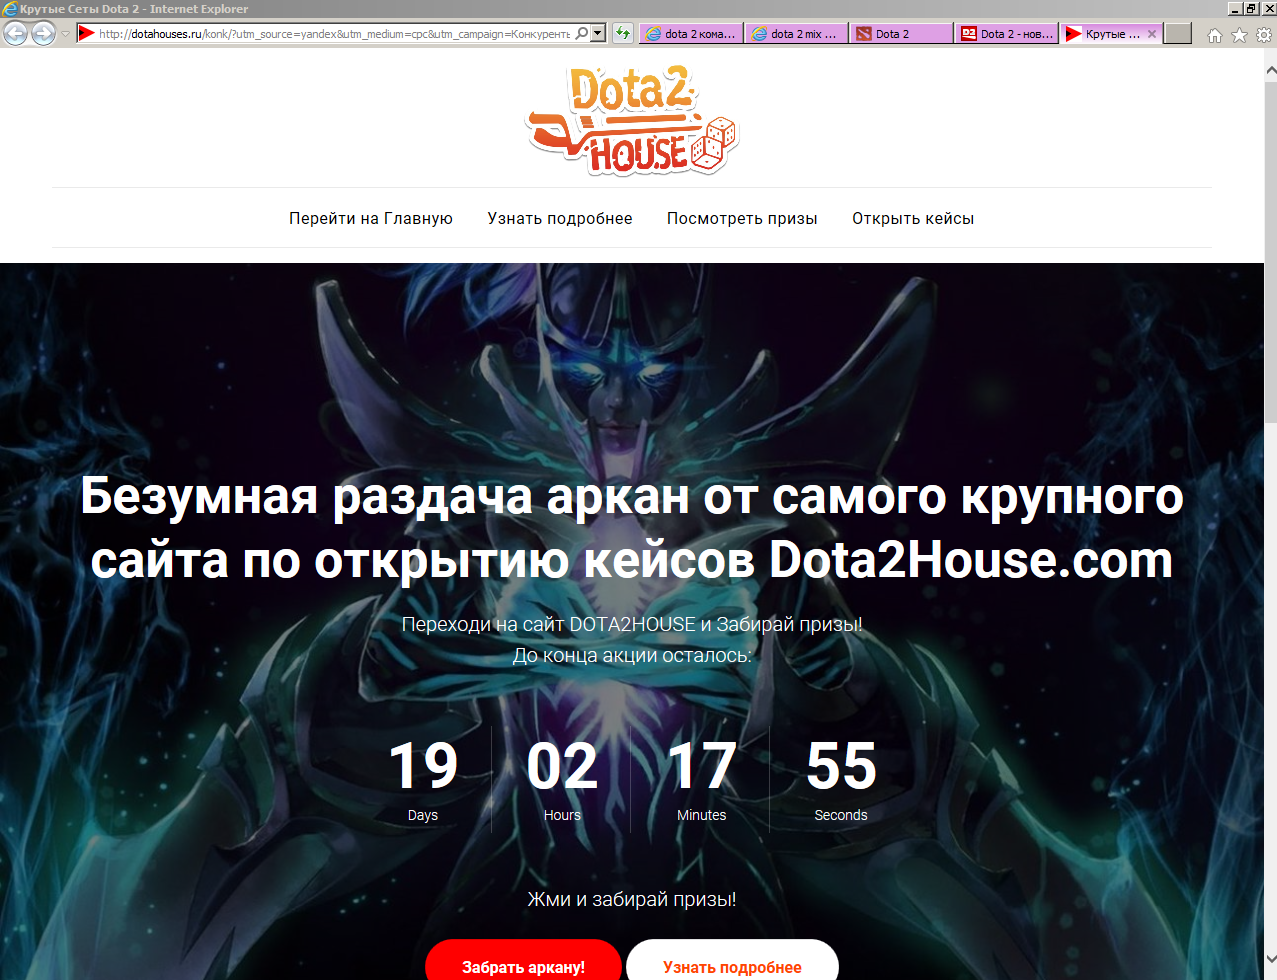 Крутые Сеты Dota 2 - Internet Explorer
http://dotahouses.ru/konk/?utm_source=yandex&utm_medium=cpc&utm_campaign=Конкуренть
dota 2 кома...
dota 2 mix ...
Dota 2
Dota 2 - нов...
Крутые ...
Dota2
HOUSE
Перейти на Главную
Узнать подробнее
Посмотреть призы
Открыть кейсы
Безумная раздача аркан от самого крупного
сайта по открытию кейсов Dota2House.com
Переходи на сайт DOTA2HOUSE и Забирай призы!
До конца акции осталось:
19 02 17 55
Days Hours Minutes Seconds
Жми и забирай призы!
Забрать аркану!
Узнать подробнее